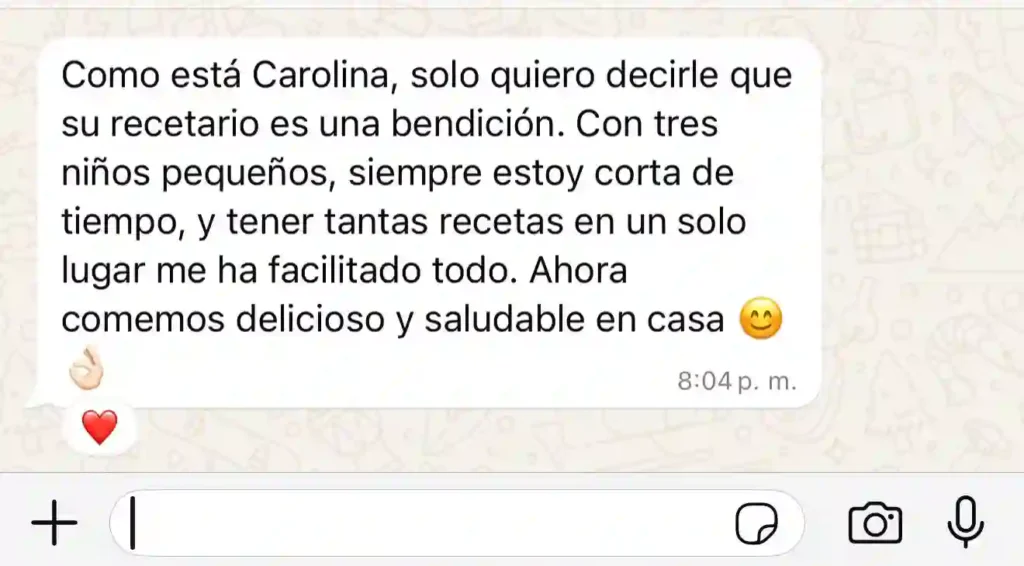 Como está Carolina, solo quiero decirle que
su recetario es una bendición. Con tres
niños pequeños, siempre estoy corta de
tiempo, y tener tantas recetas en un solo
lugar me ha facilitado todo. Ahora
comemos delicioso y saludable en casa 😊
👌🏻
8:04 p. m.
❤️